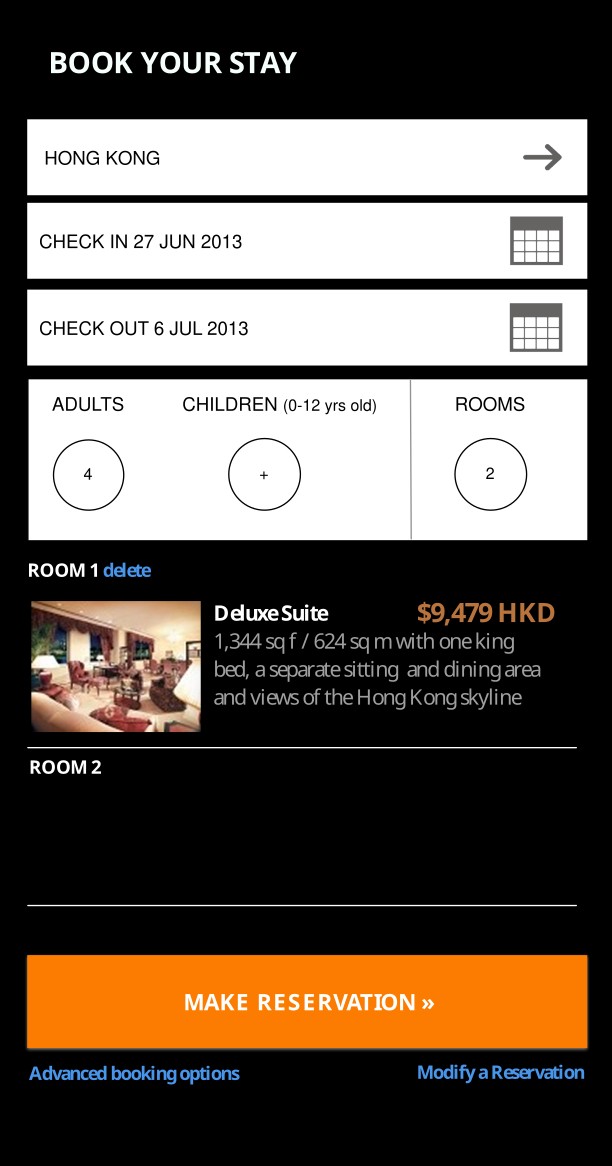 BOOK YOUR STAY
HONG KONG
CHECK IN 27 JUN 2013
CHECK OUT 6 JUL 2013
ADULTS CHILDREN (0-12 yrs old) ROOMS
4 + 2
ROOM 1 delete
Deluxe Suite $9,479 HKD
1,344 sq f / 624 sq m with one king
bed, a separate sitting and dining area
and views of the Hong Kong skyline
ROOM 2
MAKE RESERVATION »
Advanced booking options Modify a Reservation